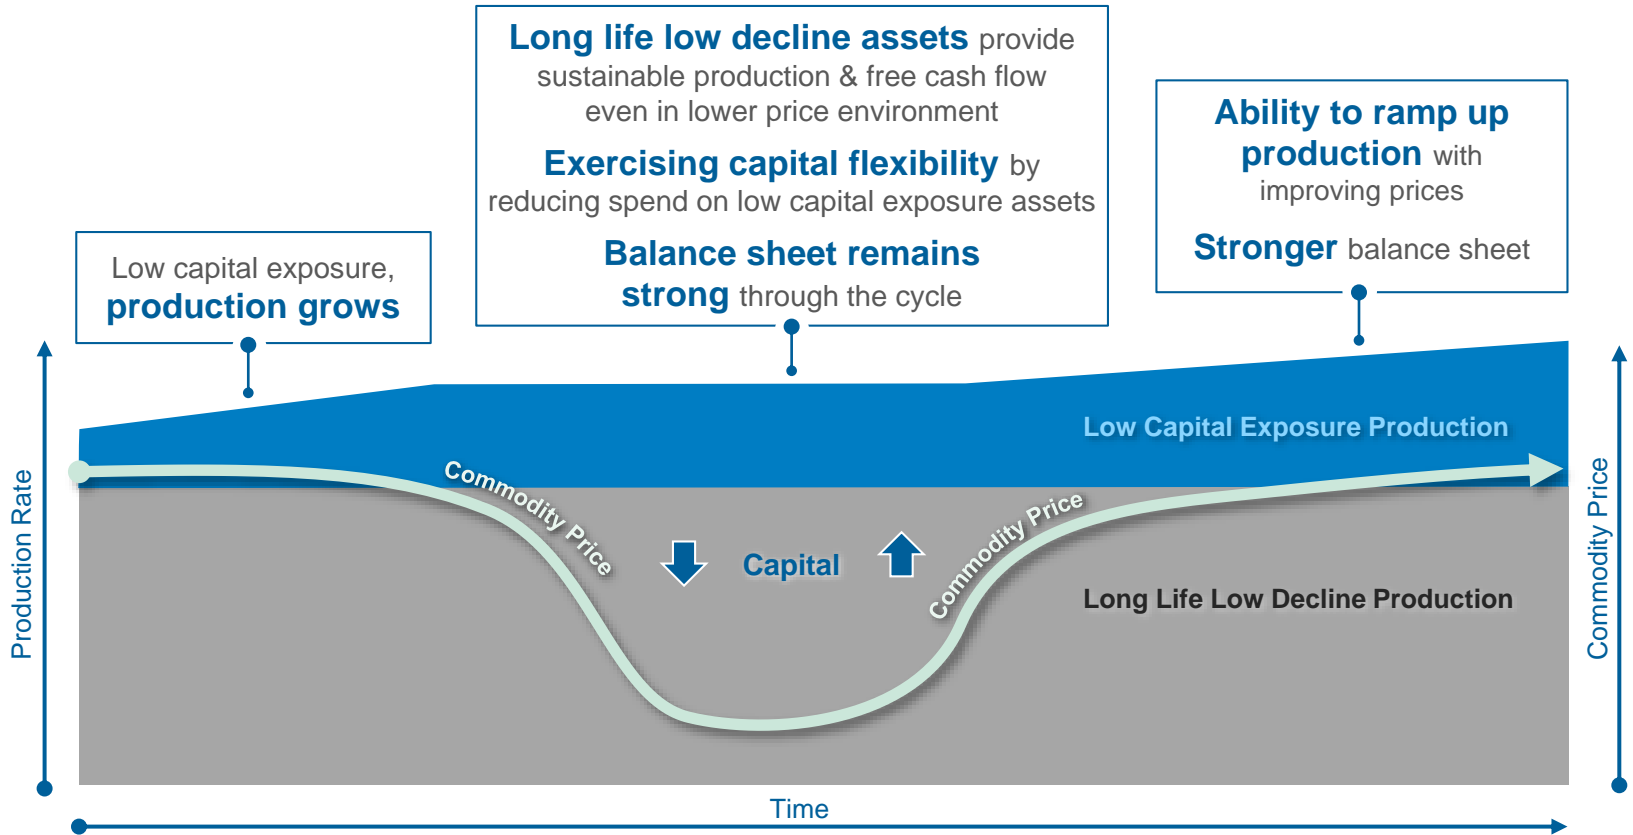 Long life low decline assets provide
sustainable production & free cash flow
even in lower price environment
Exercising capital flexibility by
reducing spend on low capital exposure assets
Balance sheet remains
strong through the cycle
Ability to ramp up
production with
improving prices
Stronger balance sheet
Low capital exposure,
production grows
Low Capital Exposure Production
Commodity Price
Commodity Price
Capital
Long Life Low Decline Production
Production Rate
Commodity Price
Time